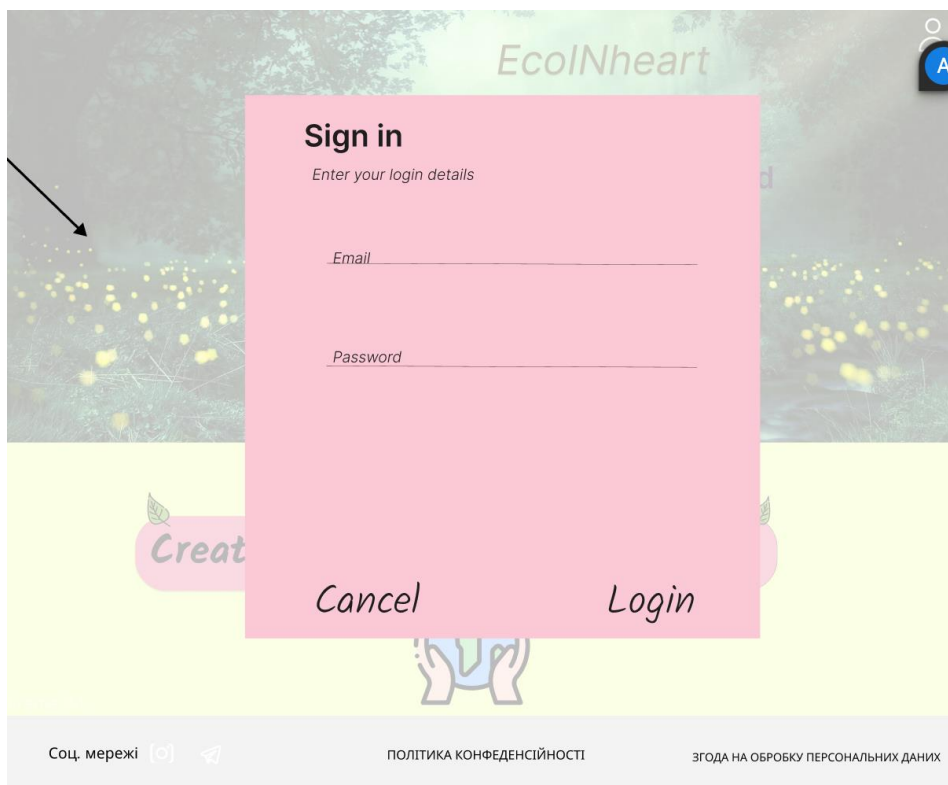 EcoINheart
A
Sign in
Enter your login details
d
Email
Password
Creat
Cancel
Login
Соц. мережі
ПОЛІТИКА КОНФЕДЕНСІЙНОСТІ
ЗГОДА НА ОБРОБКУ ПЕРСОНАЛЬНИХ ДАНИХ